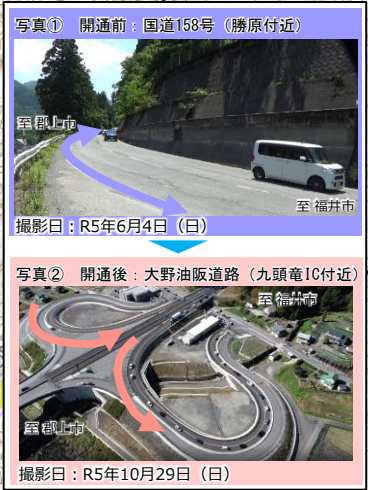 写真①　開通前：国道158号（勝原付近）
至 郡上市
至 福井市
撮影日：R5年6月4日（日）
写真②　開通後：大野油阪道路（九頭竜IC付近）
至 福井市
至 郡上市
撮影日：R5年10月29日（日）